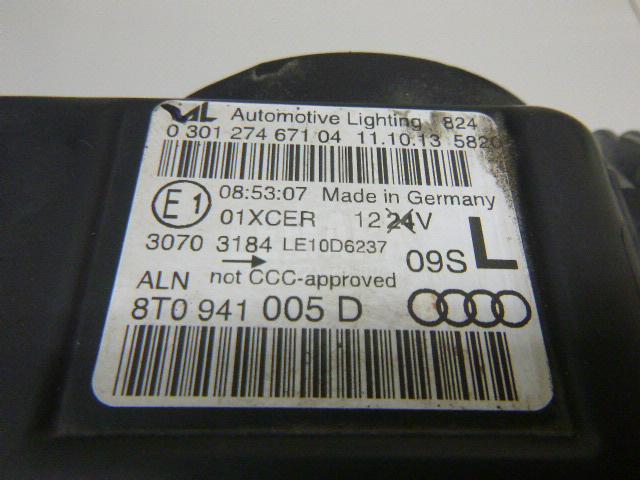 AL Automotive Lighting 824
0 301 274 671 04 11.10.13 5820
E1 08:53:07 Made in Germany
01XCER 12 24V
3070 3184 LE10D6237 09S L
ALN not CCC-approved
8T0 941 005 D